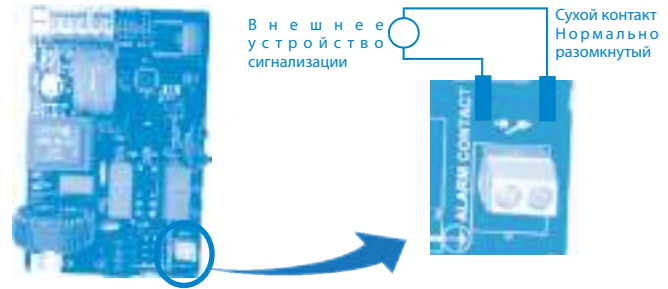 Внешнее
устройство
сигнализации
Сухой контакт
Нормально
разомкнутый
ALARM CONTACT